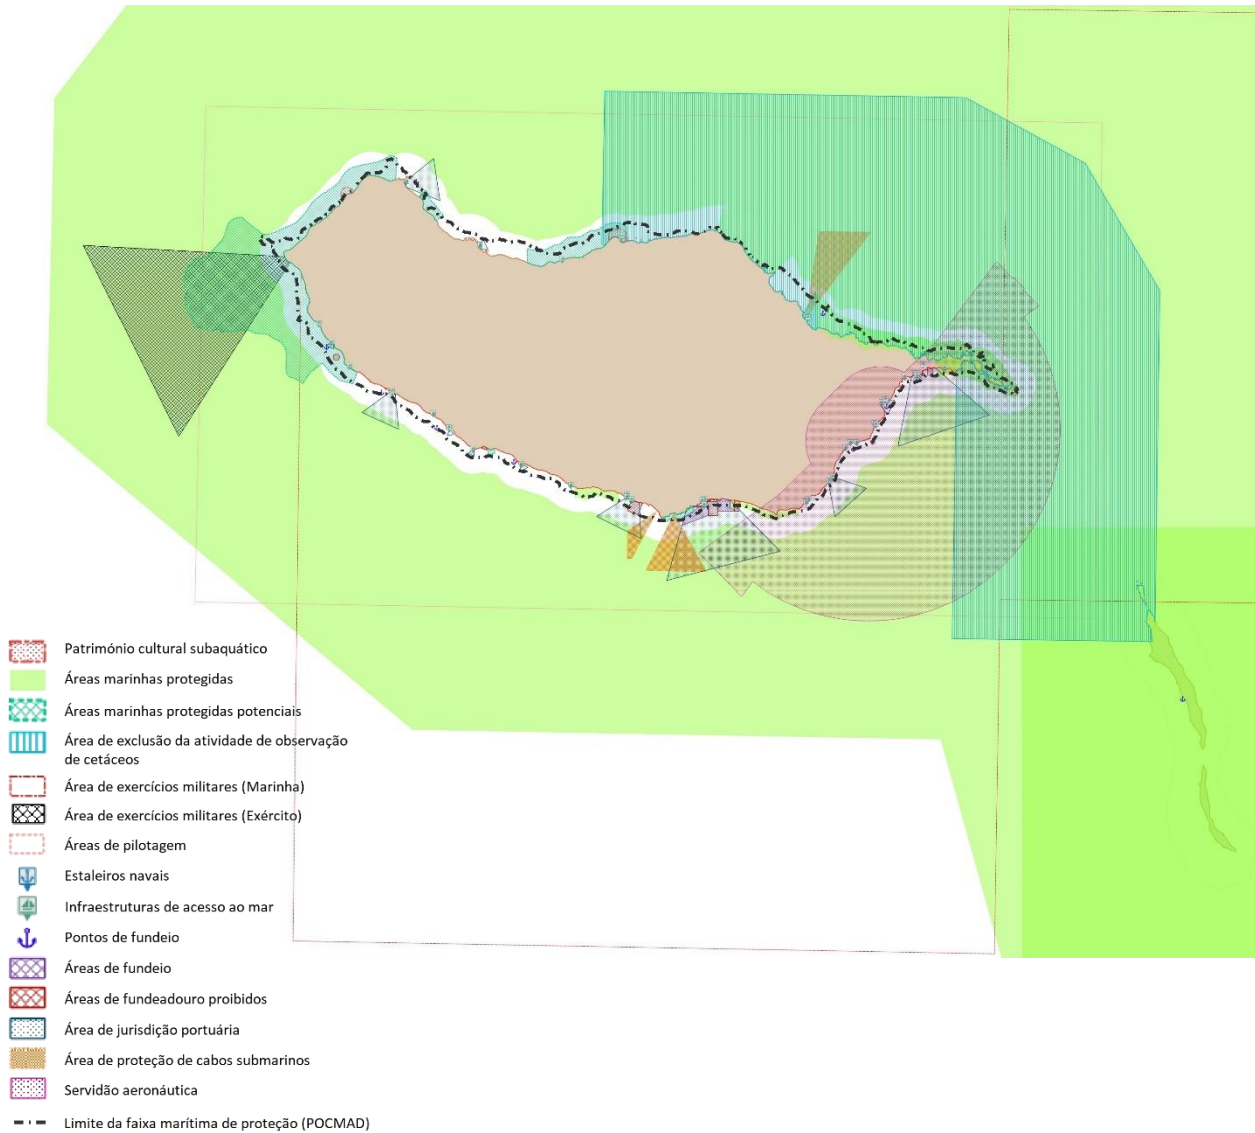 Património cultural subaquático
Áreas marinhas protegidas
Áreas marinhas protegidas potenciais
Área de exclusão da atividade de observação
de cetáceos
Área de exercícios militares (Marinha)
Área de exercícios militares (Exército)
Áreas de pilotagem
Estaleiros navais
Infraestruturas de acesso ao mar
Pontos de fundeio
Áreas de fundeio
Áreas de fundeadouro proibidos
Área de jurisdição portuária
Área de proteção de cabos submarinos
Servidão aeronáutica
Limite da faixa marítima de proteção (POCMAD)